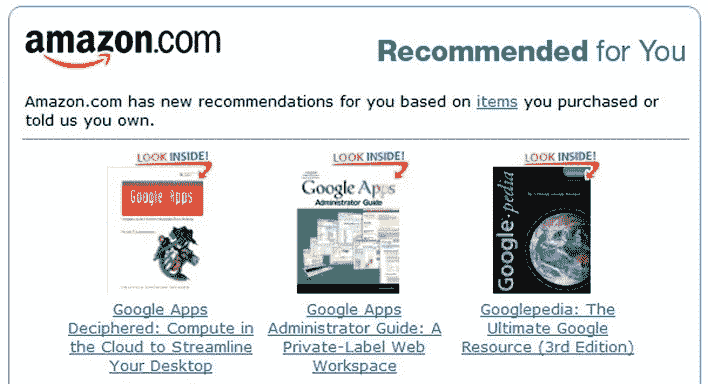 amazon.com
Recommended for You
Amazon.com has new recommendations for you based on items you purchased or
told us you own.
LOOK INSIDE!
LOOK INSIDE!
LOOK INSIDE!
Google Apps
Google Apps
Administrator Guide
Google·pedia
Google Apps
Deciphered: Compute in
the Cloud to Streamline
Your Desktop
Google Apps
Administrator Guide: A
Private-Label Web
Workspace
Googlepedia: The
Ultimate Google
Resource (3rd Edition)